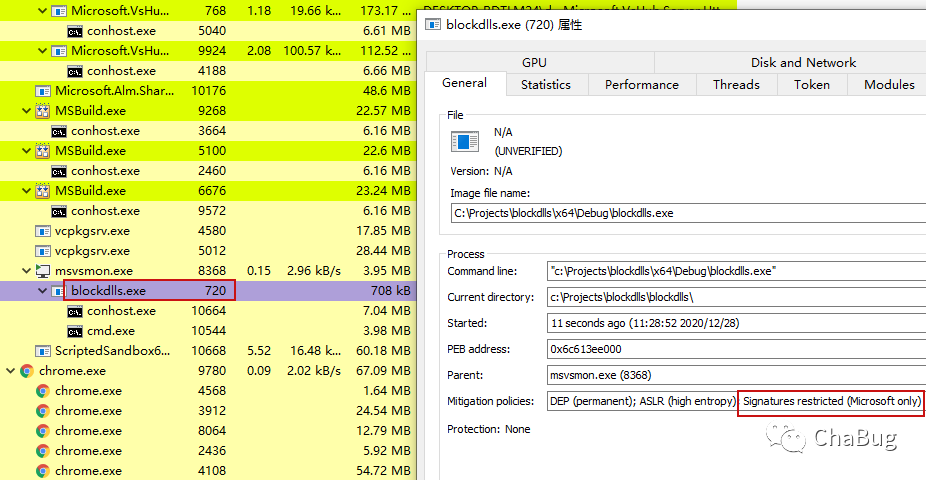 Microsoft.VsHu... 768 1.18 19.66 k... 173.17 ...
conhost.exe 5040 6.61 MB
Microsoft.VsHu... 9924 2.08 100.57 k... 112.52 ...
conhost.exe 4188 6.66 MB
Microsoft.Alm.Shar... 10176 48.6 MB
MSBuild.exe 9268 22.57 MB
conhost.exe 3664 6.16 MB
MSBuild.exe 5100 22.6 MB
conhost.exe 2460 6.16 MB
MSBuild.exe 6676 23.24 MB
conhost.exe 9572 6.16 MB
vcpkgsrv.exe 4580 17.85 MB
vcpkgsrv.exe 5012 28.44 MB
msvsmon.exe 8368 0.15 2.96 kB/s 3.95 MB
blockdlls.exe 720 708 kB
conhost.exe 10664 7.04 MB
cmd.exe 10544 3.98 MB
ScriptedSandbox6... 10668 5.52 16.48 k... 60.18 MB
chrome.exe 9780 0.09 2.02 kB/s 67.09 MB
chrome.exe 4568 1.64 MB
chrome.exe 3912 24.54 MB
chrome.exe 8064 12.79 MB
chrome.exe 2436 5.92 MB
chrome.exe 4108 54.72 MB
blockdlls.exe (720) 属性
GPU Disk and Network
General Statistics Performance Threads Token Modules
File
N/A
(UNVERIFIED)
Version: N/A
Image file name:
C:\Projects\blockdlls\x64\Debug\blockdlls.exe
Process
Command line: "c:\Projects\blockdlls\x64\Debug\blockdlls.exe"
Current directory: c:\Projects\blockdlls\blockdlls\
Started: 11 seconds ago (11:28:52 2020/12/28)
PEB address: 0x6c613ee000
Parent: msvsmon.exe (8368)
Mitigation policies: DEP (permanent); ASLR (high entropy); Signatures restricted (Microsoft only)
Protection: None
ChaBug